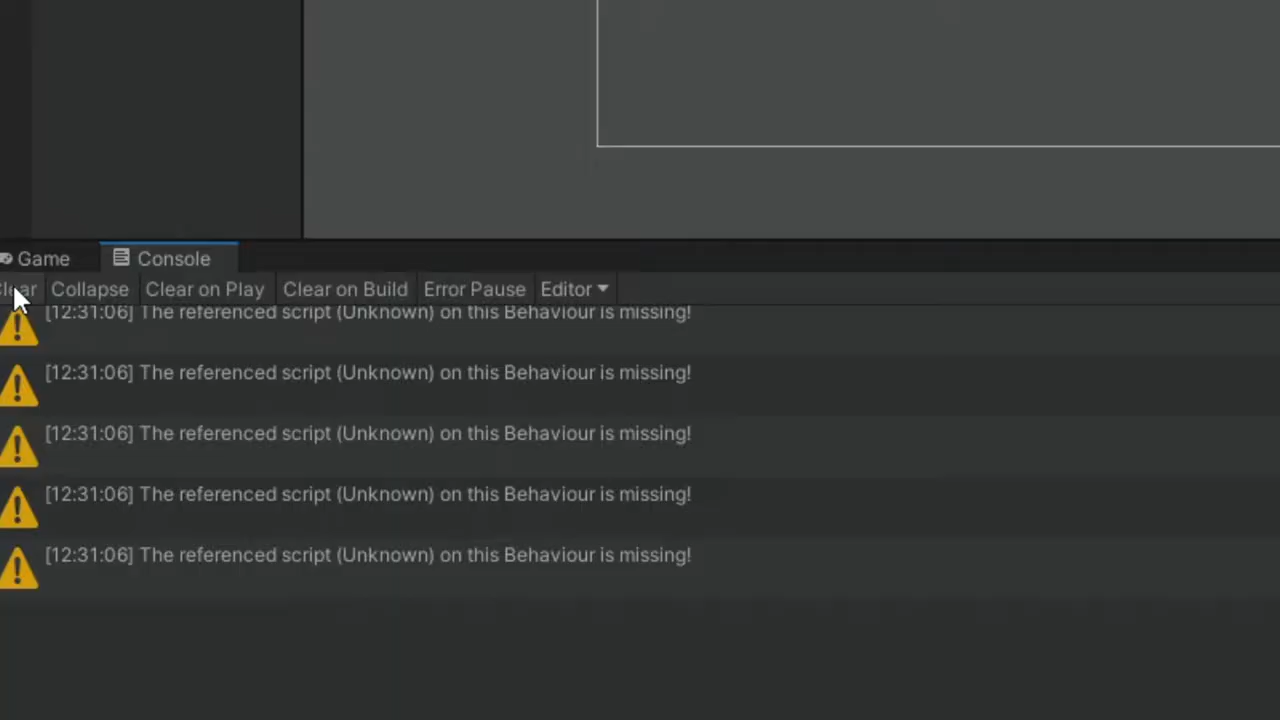 Game Console
Clear Collapse Clear on Play Clear on Build Error Pause Editor
[12:31:06] The referenced script (Unknown) on this Behaviour is missing!
[12:31:06] The referenced script (Unknown) on this Behaviour is missing!
[12:31:06] The referenced script (Unknown) on this Behaviour is missing!
[12:31:06] The referenced script (Unknown) on this Behaviour is missing!
[12:31:06] The referenced script (Unknown) on this Behaviour is missing!